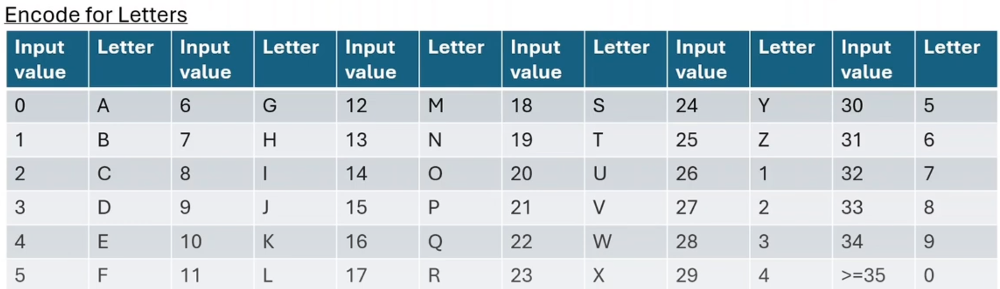 Encode for Letters
Input value Letter Input value Letter Input value Letter Input value Letter Input value Letter Input value Letter
0 A 6 G 12 M 18 S 24 Y 30 5
1 B 7 H 13 N 19 T 25 Z 31 6
2 C 8 I 14 O 20 U 26 1 32 7
3 D 9 J 15 P 21 V 27 2 33 8
4 E 10 K 16 Q 22 W 28 3 34 9
5 F 11 L 17 R 23 X 29 4 >=35 0